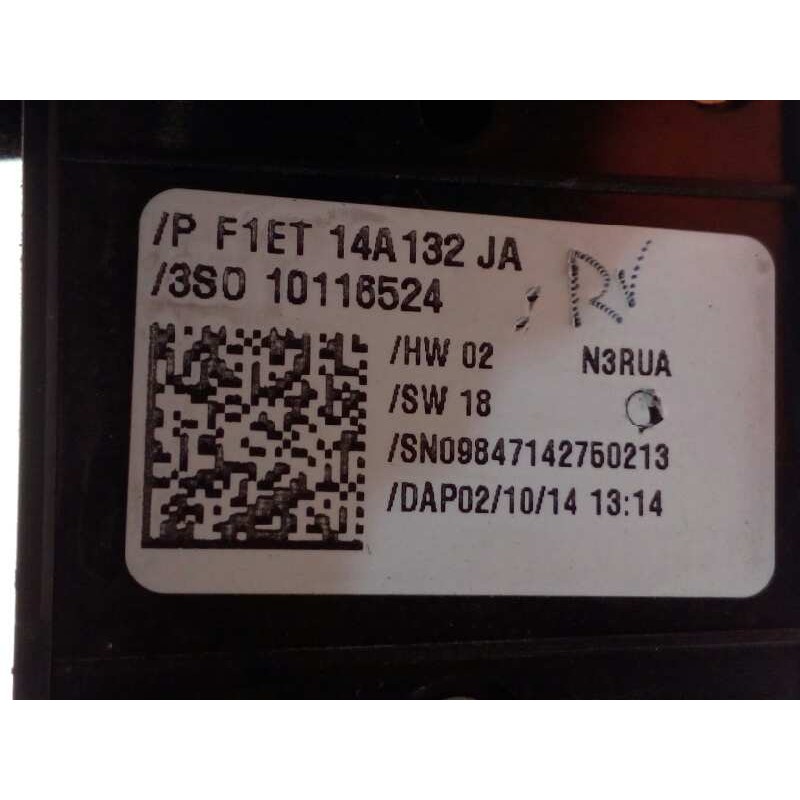 /P F1ET 14A132 JA
/3S0 10116524
/HW 02 N3RUA
/SW 18
/SN09847142750213
/DAP02/10/14 13:14